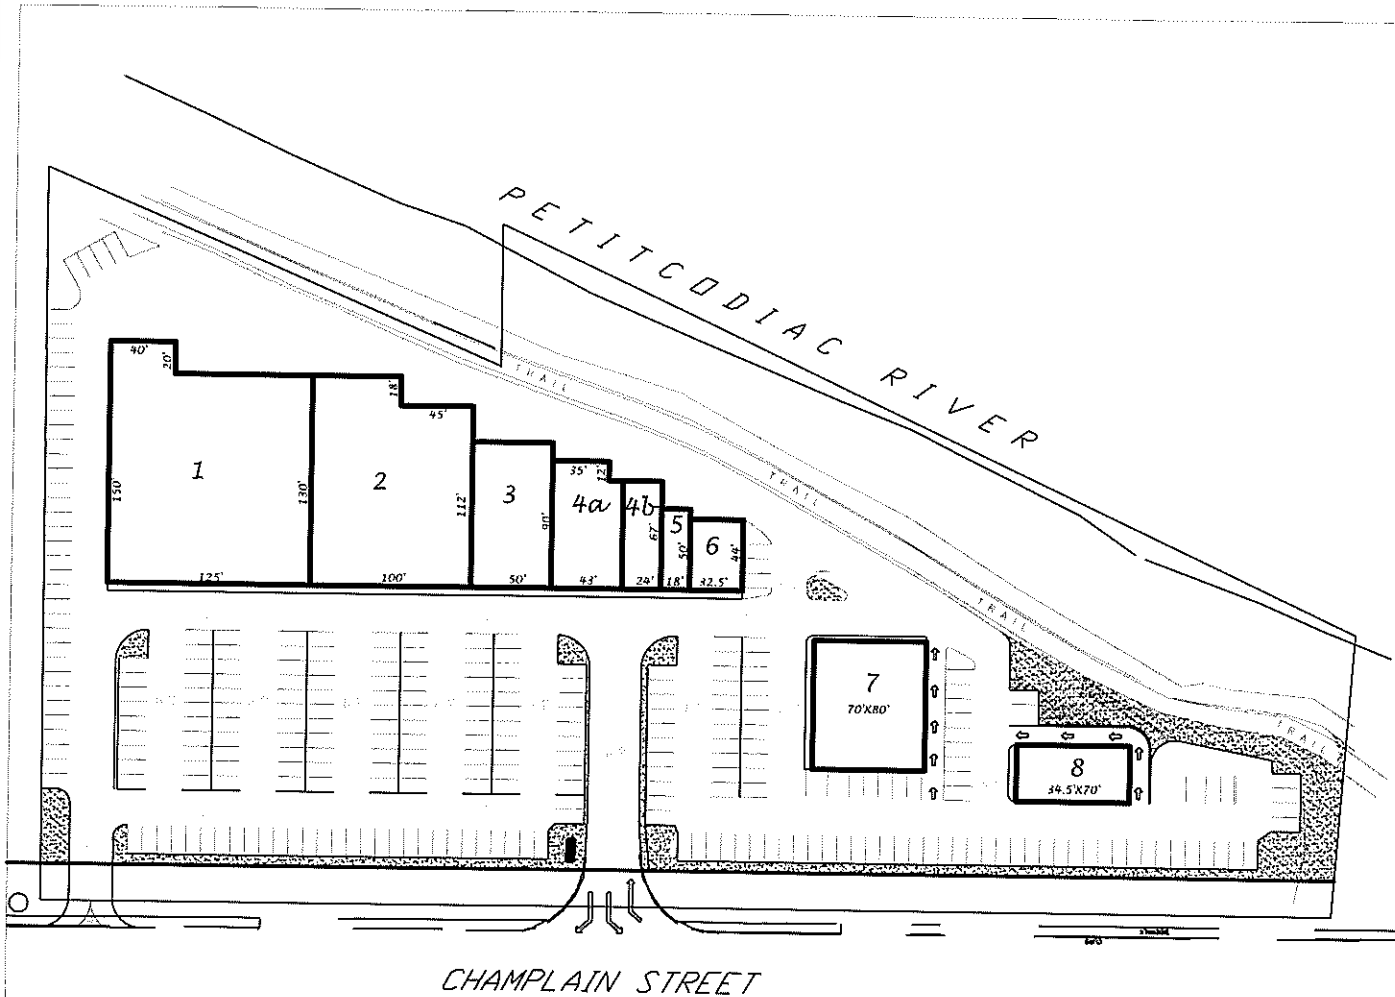 PETITCODIAC RIVER
TRAIL
TRAIL
TRAIL
TRAIL
40'
20'
18'
45'
35'
12'
1
2
3
4a
4b
5
6
150'
130'
112'
90'
67'
50'
44'
125'
100'
50'
43'
24'
18'
32.5'
7
70'X80'
8
34.5'X70'
CHAMPLAIN STREET